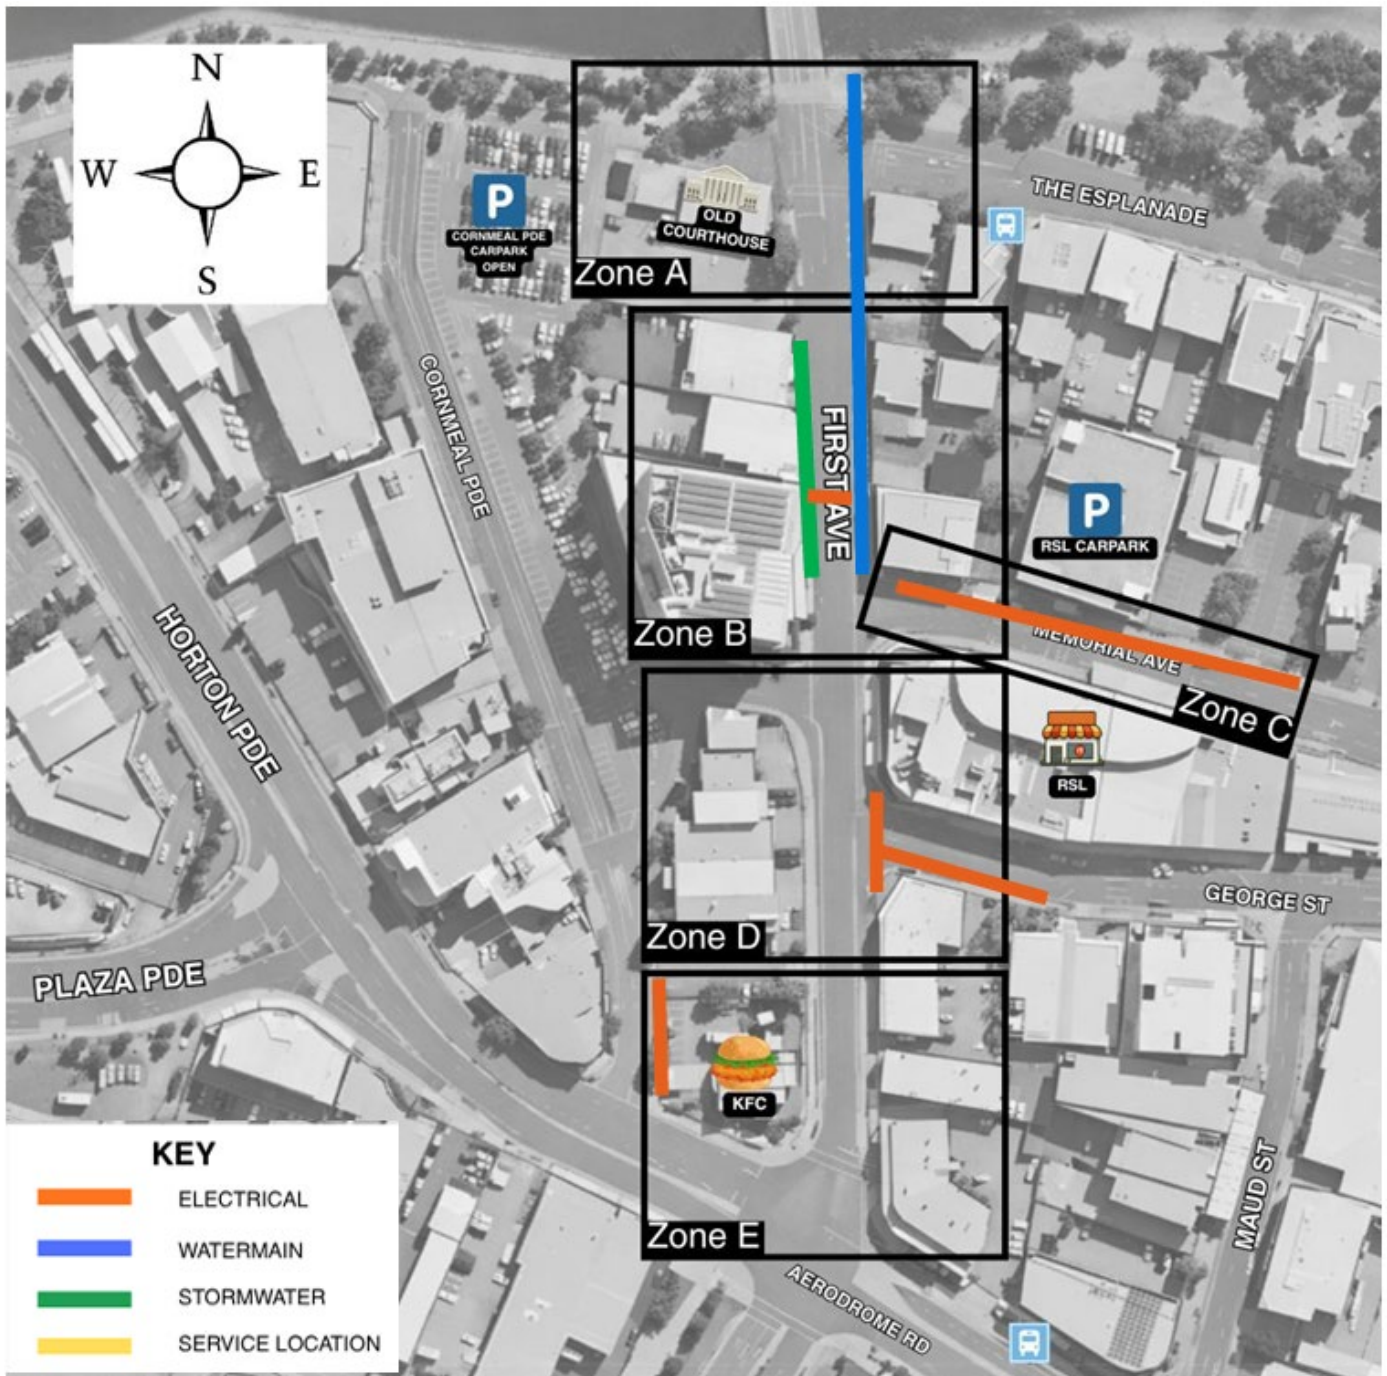 N
W
E
S
P
CORNMEAL PDE
CARPARK
OPEN
OLD
COURTHOUSE
Zone A
THE ESPLANADE
CORNMEAL PDE
FIRST AVE
P
RSL CARPARK
Zone B
MEMORIAL AVE
Zone C
HORTON PDE
RSL
GEORGE ST
Zone D
PLAZA PDE
KFC
Zone E
MAUD ST
AERODROME RD
KEY
ELECTRICAL
WATERMAIN
STORMWATER
SERVICE LOCATION